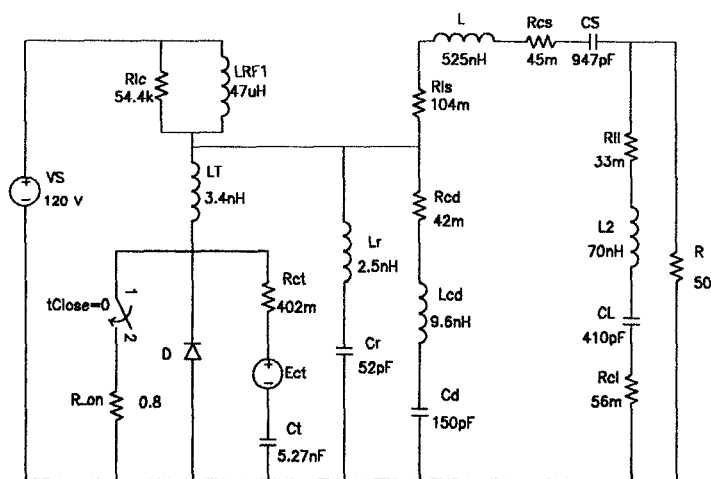 L
525nH
Rcs
45m
CS
947pF
Rlc
54.4k
LRF1
47uH
Rls
104m
Rll
33m
VS
120 V
LT
3.4nH
Rcd
42m
Lr
2.5nH
L2
70nH
R
50
tClose=0
1
2
Rct
402m
Lcd
9.6nH
CL
410pF
D
Ect
Cr
52pF
R_on
0.8
Cd
150pF
Rcl
56m
Ct
5.27nF